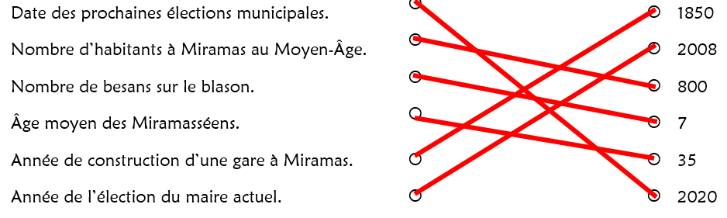 Date des prochaines élections municipales. 1850
Nombre d'habitants à Miramas au Moyen-Âge. 2008
Nombre de besans sur le blason. 800
Âge moyen des Miramasséens. 7
Année de construction d'une gare à Miramas. 35
Année de l'élection du maire actuel. 2020